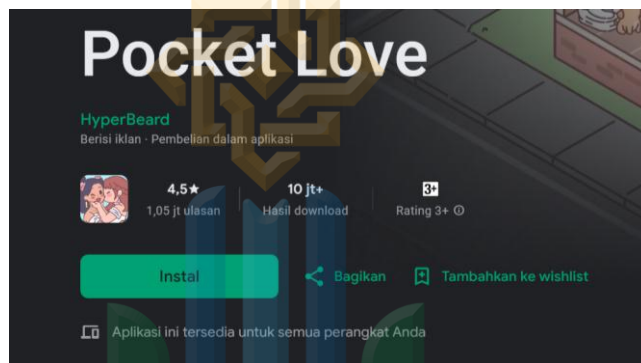 Pocket Love
HyperBeard
Berisi iklan · Pembelian dalam aplikasi
4,5★ 10 jt+ 3+
1,05 jt ulasan Hasil download Rating 3+
Instal Bagikan Tambahkan ke wishlist
Aplikasi ini tersedia untuk semua perangkat Anda